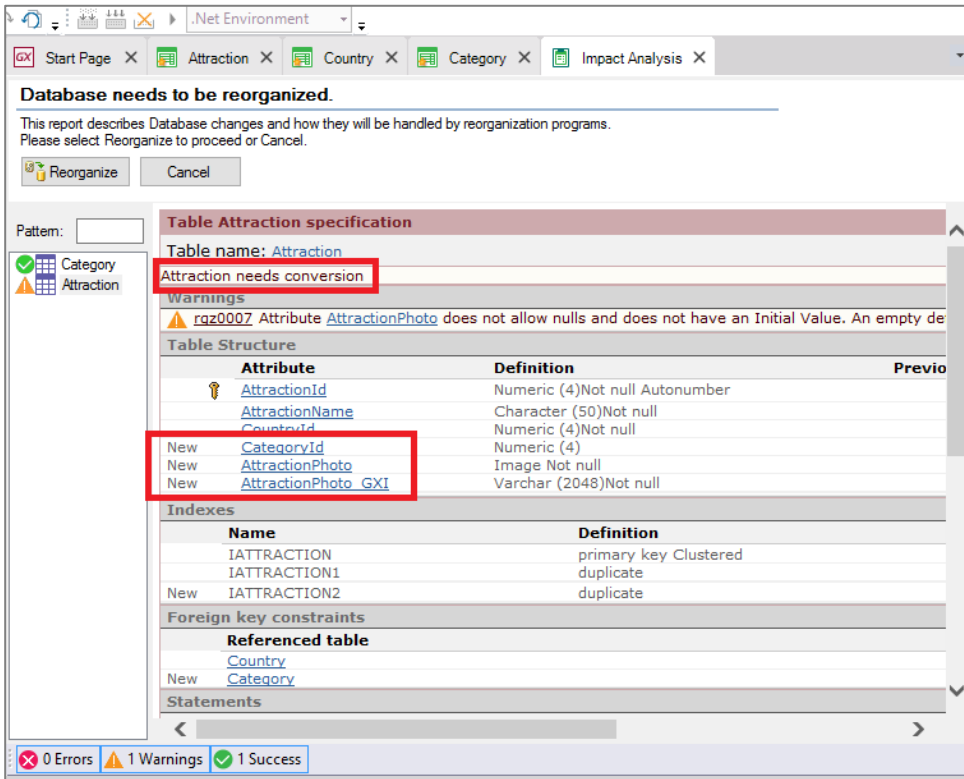 .Net Environment
GX Start Page Attraction Country Category Impact Analysis
Database needs to be reorganized.
This report describes Database changes and how they will be handled by reorganization programs.
Please select Reorganize to proceed or Cancel.
Reorganize Cancel
Pattern:
Category
Attraction
Table Attraction specification
Table name: Attraction
Attraction needs conversion
Warnings
rgz0007 Attribute AttractionPhoto does not allow nulls and does not have an Initial Value. An empty de
Table Structure
Attribute Definition Previo
AttractionId Numeric (4)Not null Autonumber
AttractionName Character (50)Not null
CountryId Numeric (4)Not null
New CategoryId Numeric (4)
New AttractionPhoto Image Not null
New AttractionPhoto_GXI Varchar (2048)Not null
Indexes
Name Definition
IATTRACTION primary key Clustered
IATTRACTION1 duplicate
New IATTRACTION2 duplicate
Foreign key constraints
Referenced table
Country
New Category
Statements
0 Errors 1 Warnings 1 Success